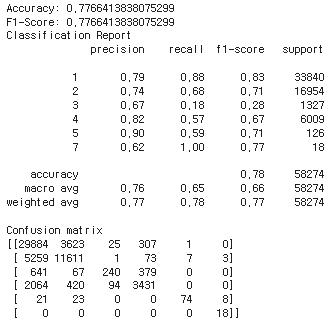 Accuracy: 0,7766413838075299
F1-Score: 0,7766413838075299
Classification Report
precision recall f1-score support
1 0,79 0,88 0,83 33840
2 0,74 0,68 0,71 16954
3 0,67 0,18 0,28 1327
4 0,82 0,57 0,67 6009
5 0,90 0,59 0,71 126
7 0,62 1,00 0,77 18
accuracy 0,78 58274
macro avg 0,76 0,65 0,66 58274
weighted avg 0,77 0,78 0,77 58274
Confusion matrix
[[29884 3623 25 307 1 0]
[ 5259 11611 1 73 7 3]
[ 641 67 240 379 0 0]
[ 2064 420 94 3431 0 0]
[ 21 23 0 0 74 8]
[ 0 0 0 0 0 18]]